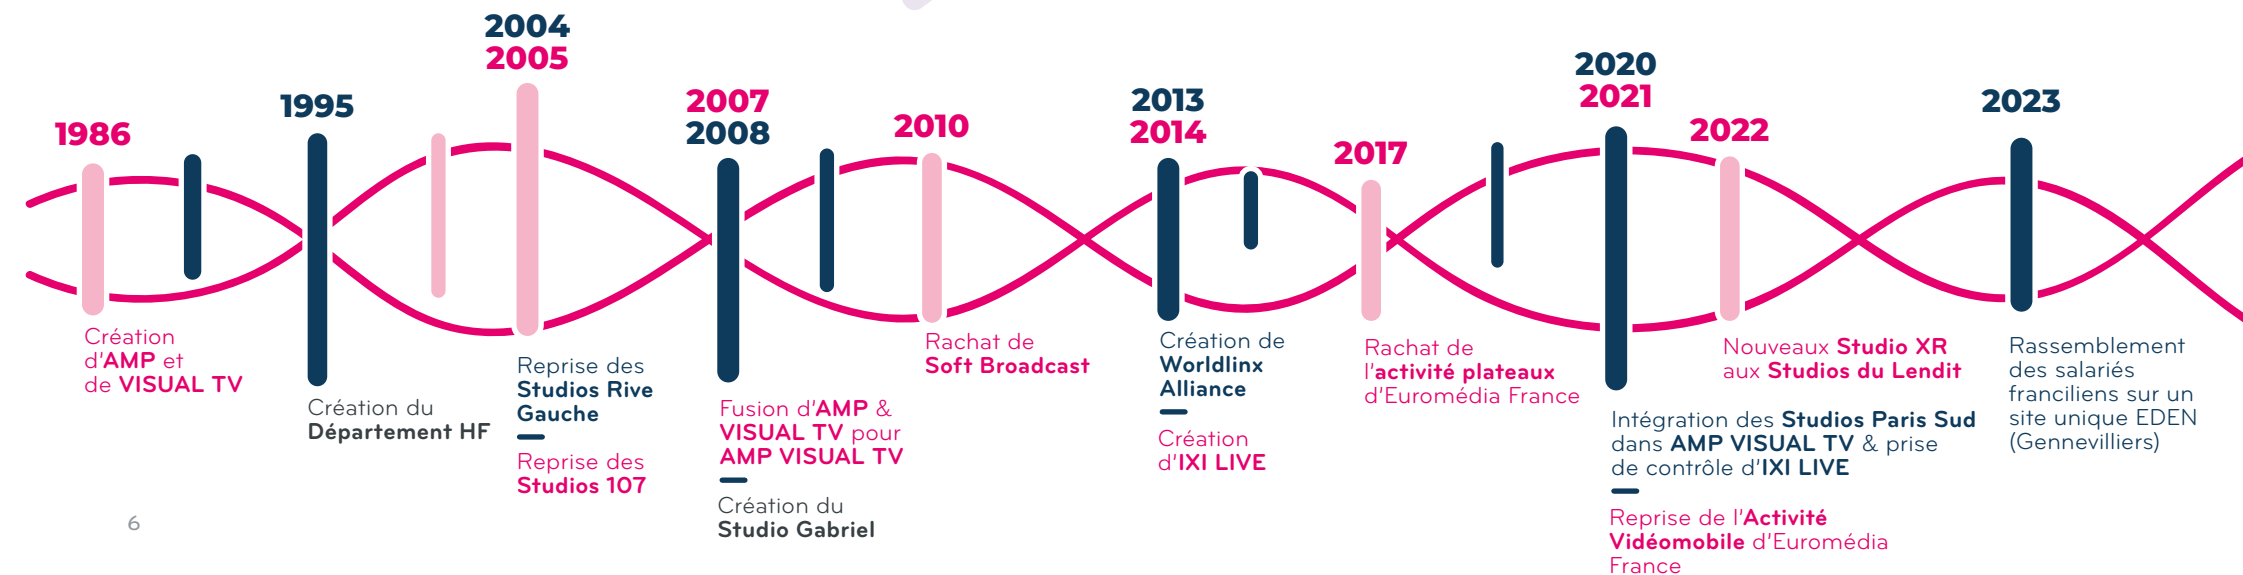 1986
Création
d'AMP et
de VISUAL TV
1995
Création du
Département HF
2004
2005
Reprise des
Studios Rive
Gauche
Reprise des
Studios 107
2007
2008
Fusion d'AMP &
VISUAL TV pour
AMP VISUAL TV
Création du
Studio Gabriel
2010
Rachat de
Soft Broadcast
2013
2014
Création de
Worldlinx
Alliance
Création
d'IXI LIVE
2017
Rachat de
l'activité plateaux
d'Euromédia France
2020
2021
Intégration des Studios Paris Sud
dans AMP VISUAL TV & prise
de contrôle d'IXI LIVE
Reprise de l'Activité
Vidéomobile d'Euromédia
France
2022
Nouveaux Studio XR
aux Studios du Lendit
2023
Rassemblement
des salariés
franciliens sur un
site unique EDEN
(Gennevilliers)
6